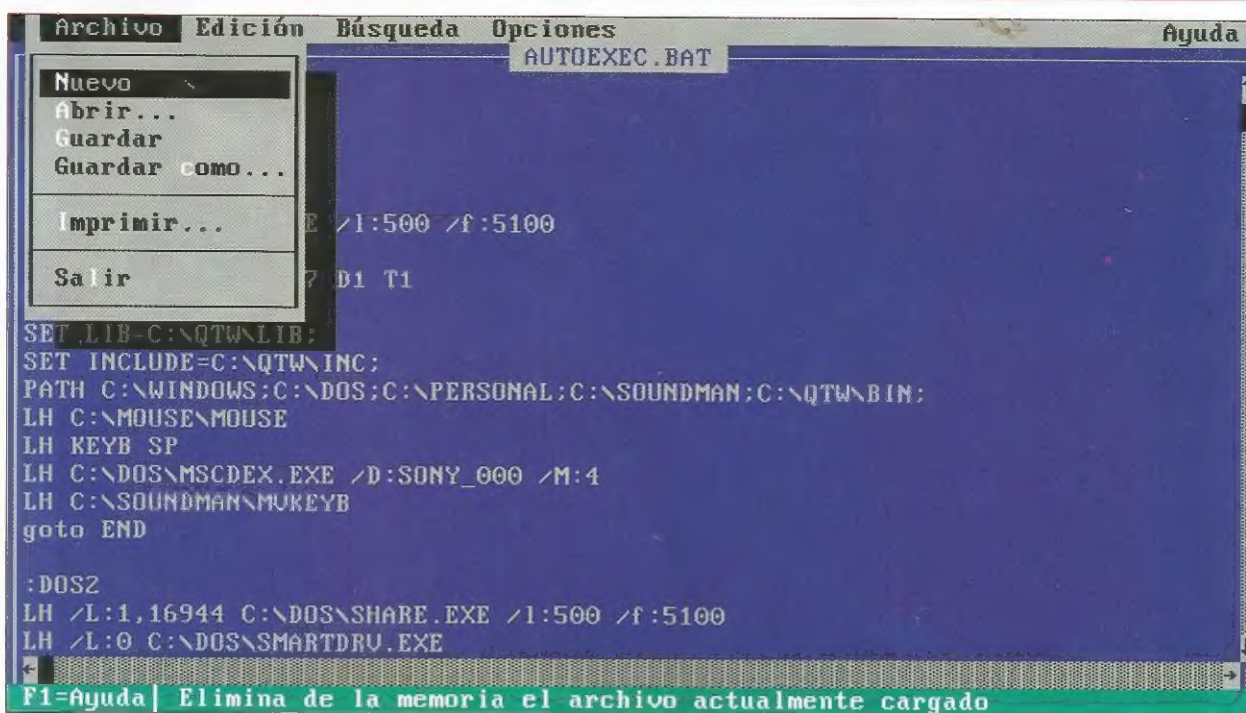 Archivo Edición Búsqueda Opciones Ayuda
AUTOEXEC.BAT
Nuevo
Abrir...
Guardar
Guardar como...
Imprimir... E /l:500 /f:5100
Salir 7 D1 T1
SET LIB=C:\QTW\LIB;
SET INCLUDE=C:\QTW\INC;
PATH C:\WINDOWS;C:\DOS;C:\PERSONAL;C:\SOUNDMAN;C:\QTW\BIN;
LH C:\MOUSE\MOUSE
LH KEYB SP
LH C:\DOS\MSCDEX.EXE /D:SONY_000 /M:4
LH C:\SOUNDMAN\MVKEYB
goto END
:DOS2
LH /L:1,16944 C:\DOS\SHARE.EXE /l:500 /f:5100
LH /L:0 C:\DOS\SMARTDRV.EXE
F1=Ayuda| Elimina de la memoria el archivo actualmente cargado